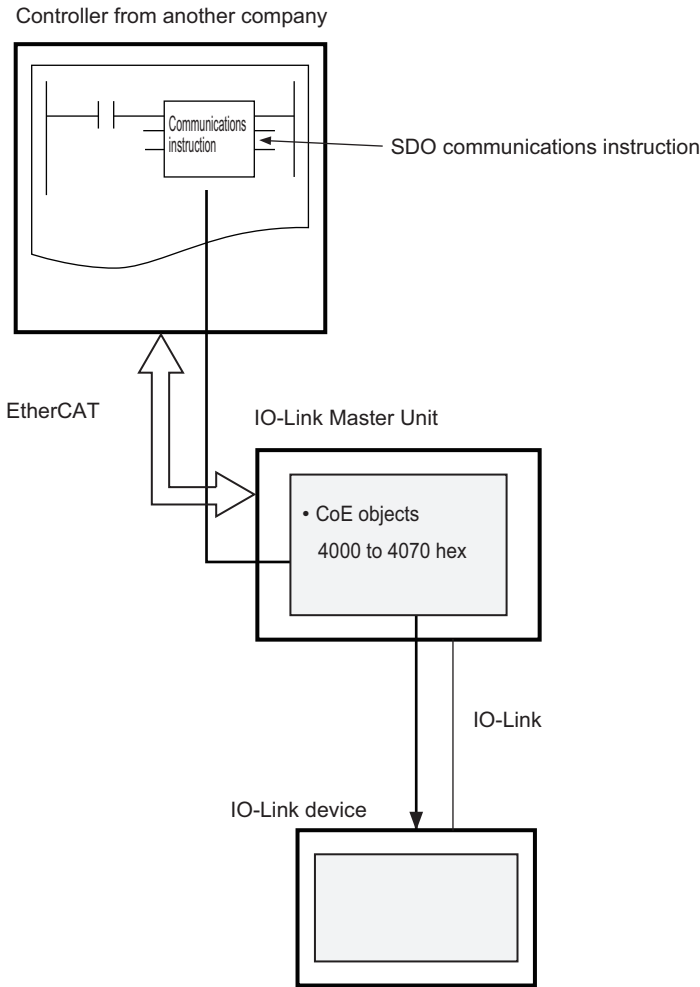 Controller from another company
Communications
instruction
SDO communications instruction
EtherCAT
IO-Link Master Unit
• CoE objects
4000 to 4070 hex
IO-Link
IO-Link device